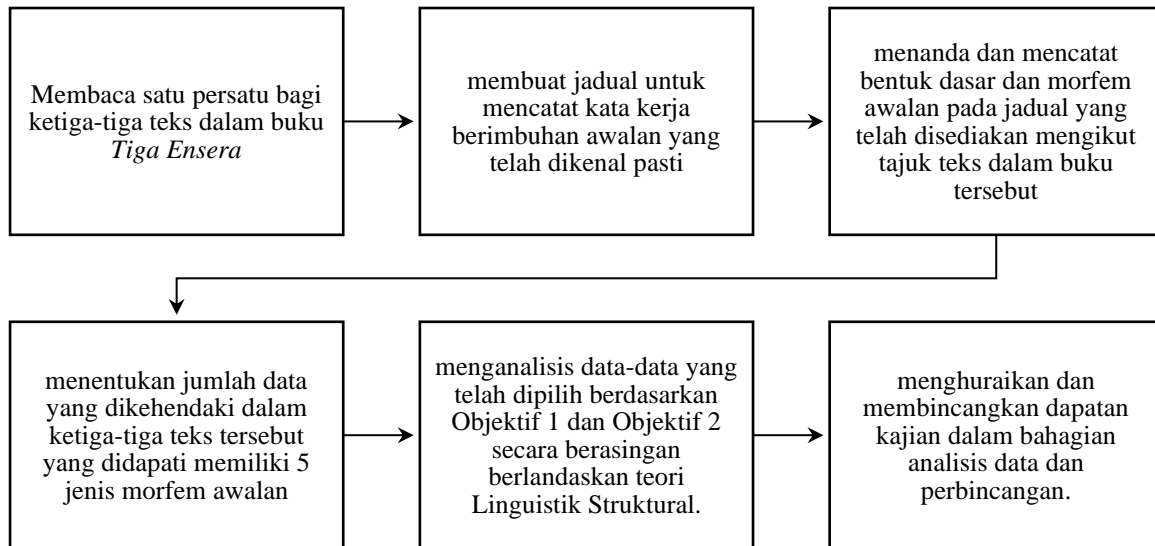 Membaca satu persatu bagi
ketiga-tiga teks dalam buku
Tiga Ensera
membuat jadual untuk
mencatat kata kerja
berimbuhan awalan yang
telah dikenal pasti
menanda dan mencatat
bentuk dasar dan morfem
awalan pada jadual yang
telah disediakan mengikut
tajuk teks dalam buku
tersebut
menentukan jumlah data
yang dikehendaki dalam
ketiga-tiga teks tersebut
yang didapati memiliki 5
jenis morfem awalan
menganalisis data-data yang
telah dipilih berdasarkan
Objektif 1 dan Objektif 2
secara berasingan
berlandaskan teori
Linguistik Struktural.
menghuraikan dan
membincangkan dapatan
kajian dalam bahagian
analisis data dan
perbincangan.